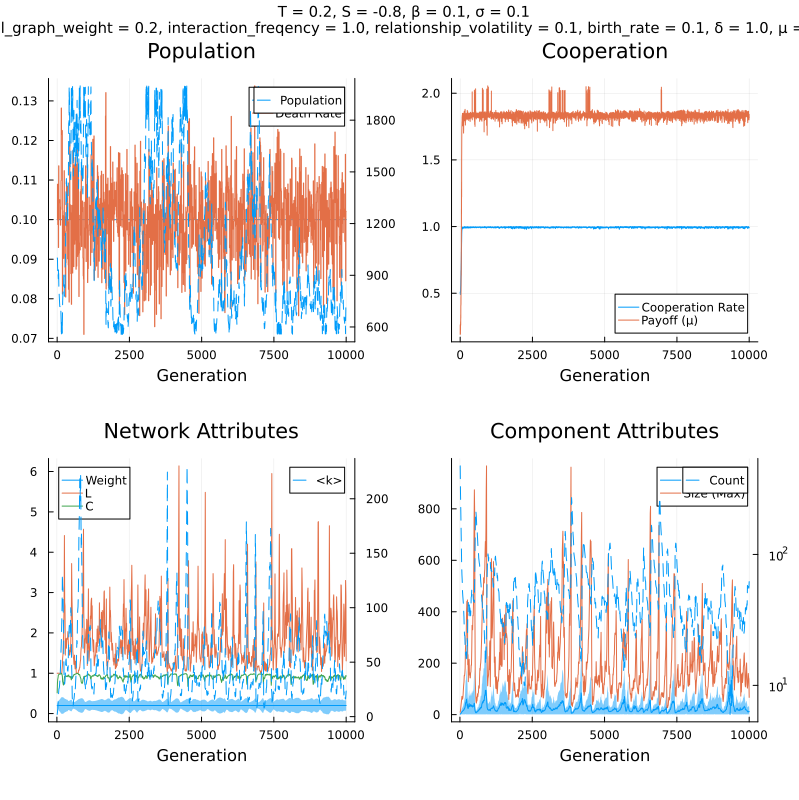 T = 0.2, S = -0.8, β = 0.1, σ = 0.1
l_graph_weight = 0.2, interaction_freqency = 1.0, relationship_volatility = 0.1, birth_rate = 0.1, δ = 1.0, μ =
Population
Cooperation
0.13
0.12
0.11
0.10
0.09
0.08
0.07
1800
1500
1200
900
600
Population
Death Rate
0 2500 5000 7500 10000
Generation
2.0
1.5
1.0
0.5
Cooperation Rate
Payoff (μ)
0 2500 5000 7500 10000
Generation
Network Attributes
Component Attributes
6
5
4
3
2
1
0
Weight
L
C
<k>
200
150
100
50
0
0 2500 5000 7500 10000
Generation
800
600
400
200
0
Count
Size (Max)
10²
10¹
0 2500 5000 7500 10000
Generation